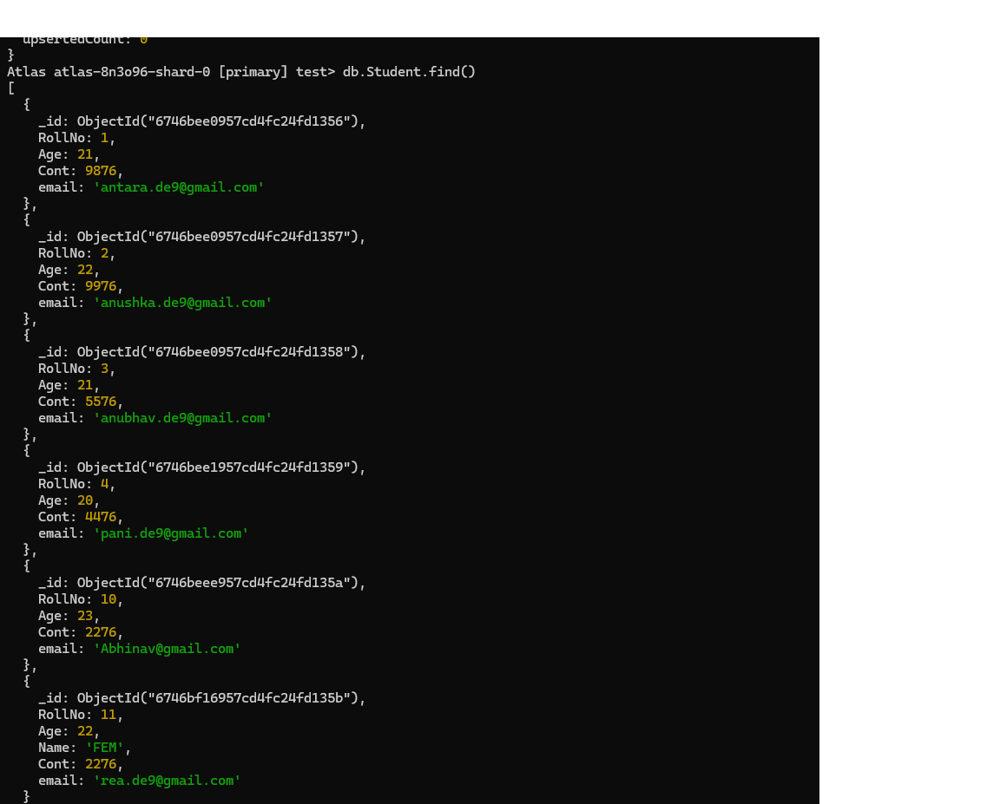 upsertedCount: 0
}
Atlas atlas-8n3o96-shard-0 [primary] test> db.Student.find()
[
  {
    _id: ObjectId("6746bee0957cd4fc24fd1356"),
    RollNo: 1,
    Age: 21,
    Cont: 9876,
    email: 'antara.de9@gmail.com'
  },
  {
    _id: ObjectId("6746bee0957cd4fc24fd1357"),
    RollNo: 2,
    Age: 22,
    Cont: 9976,
    email: 'anushka.de9@gmail.com'
  },
  {
    _id: ObjectId("6746bee0957cd4fc24fd1358"),
    RollNo: 3,
    Age: 21,
    Cont: 5576,
    email: 'anubhav.de9@gmail.com'
  },
  {
    _id: ObjectId("6746bee1957cd4fc24fd1359"),
    RollNo: 4,
    Age: 20,
    Cont: 4476,
    email: 'pani.de9@gmail.com'
  },
  {
    _id: ObjectId("6746beee957cd4fc24fd135a"),
    RollNo: 10,
    Age: 23,
    Cont: 2276,
    email: 'Abhinav@gmail.com'
  },
  {
    _id: ObjectId("6746bf16957cd4fc24fd135b"),
    RollNo: 11,
    Age: 22,
    Name: 'FEM',
    Cont: 2276,
    email: 'rea.de9@gmail.com'
  }